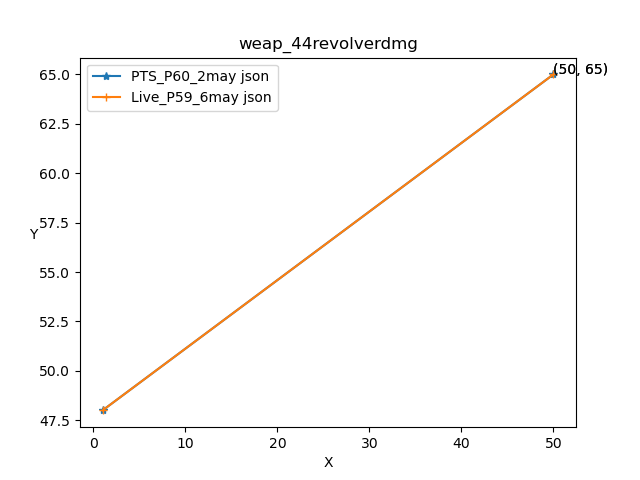 weap_44revolverdmg
PTS_P60_2may json
Live_P59_6may json
(50, 65)
65.0
62.5
60.0
57.5
55.0
52.5
50.0
47.5
Y
0 10 20 30 40 50
X